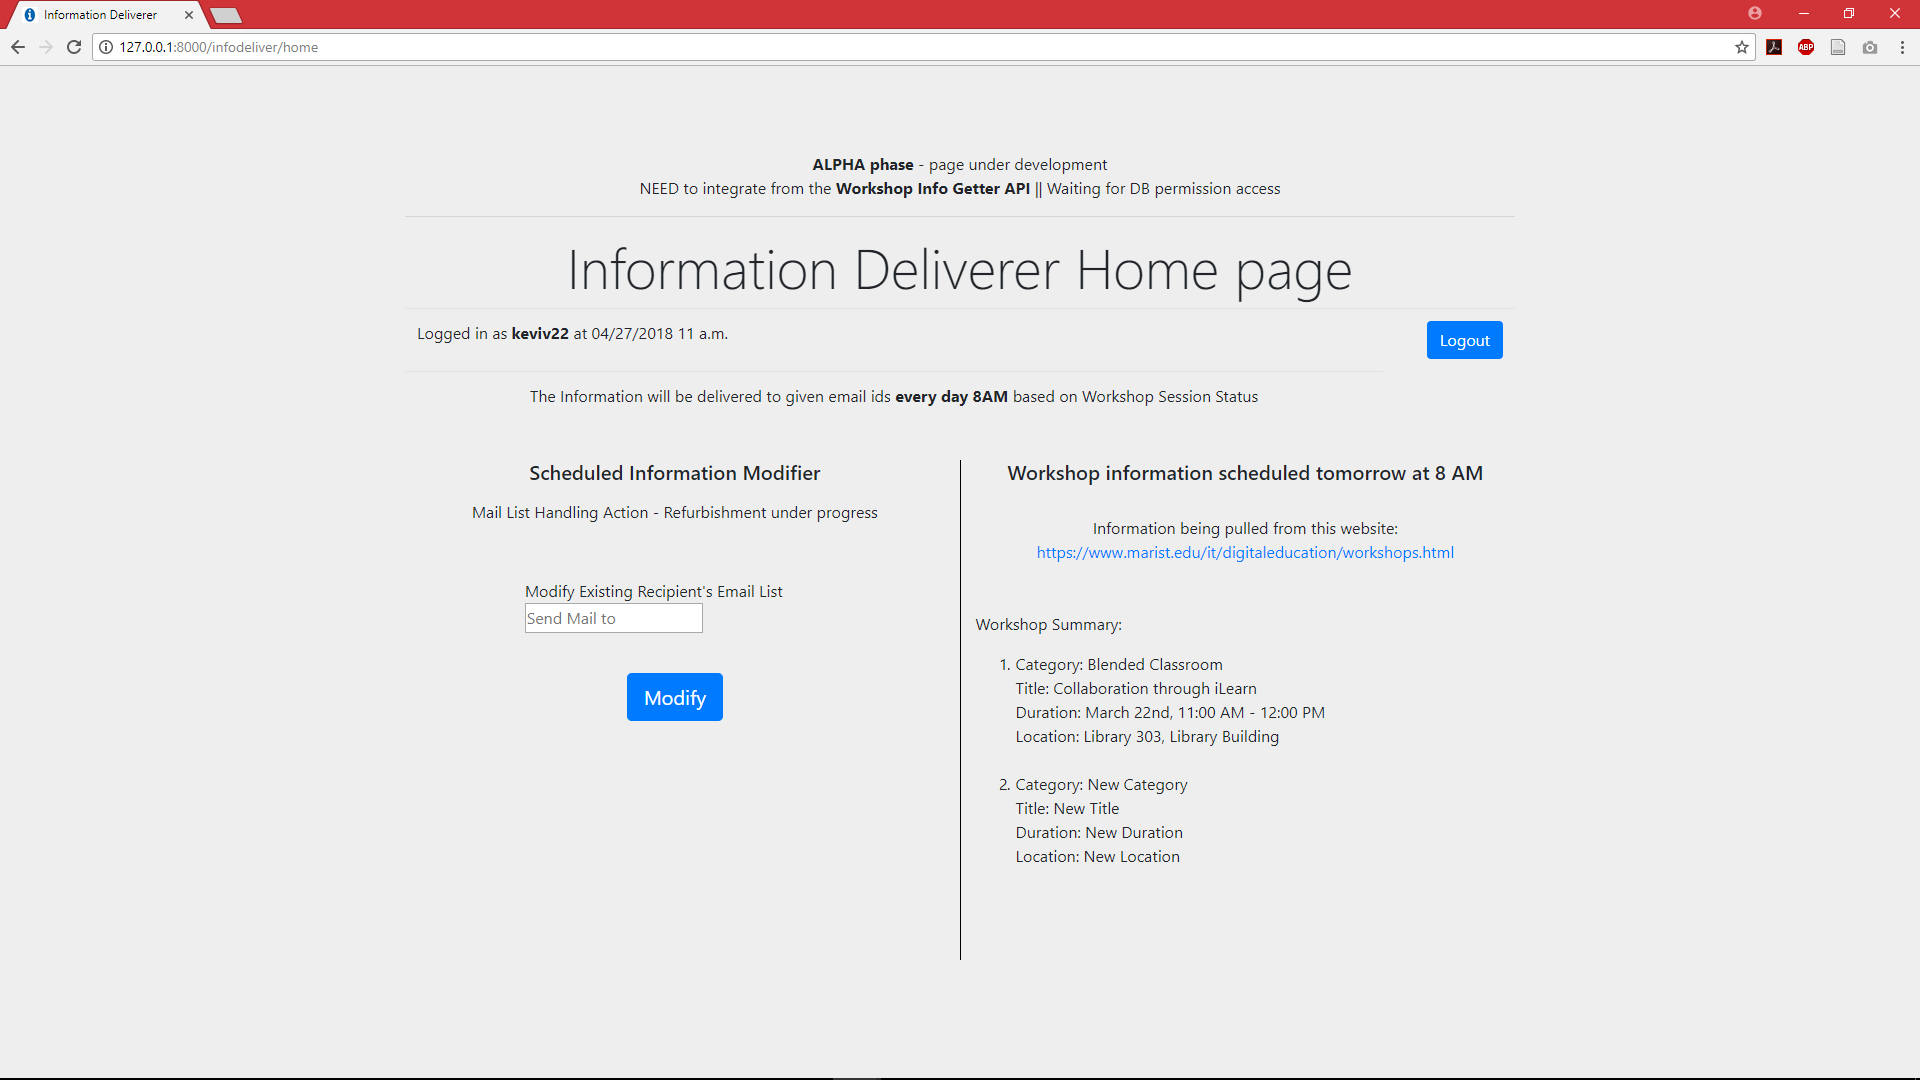 Information Deliverer
127.0.0.1:8000/infodeliver/home
ABP
ALPHA phase - page under development
NEED to integrate from the Workshop Info Getter API || Waiting for DB permission access
Information Deliverer Home page
Logged in as keviv22 at 04/27/2018 11 a.m.
Logout
The Information will be delivered to given email ids every day 8AM based on Workshop Session Status
Scheduled Information Modifier
Mail List Handling Action - Refurbishment under progress
Modify Existing Recipient's Email List
Send Mail to
Modify
Workshop information scheduled tomorrow at 8 AM
Information being pulled from this website:
https://www.marist.edu/it/digitaleducation/workshops.html
Workshop Summary:
1. Category: Blended Classroom
Title: Collaboration through iLearn
Duration: March 22nd, 11:00 AM - 12:00 PM
Location: Library 303, Library Building
2. Category: New Category
Title: New Title
Duration: New Duration
Location: New Location